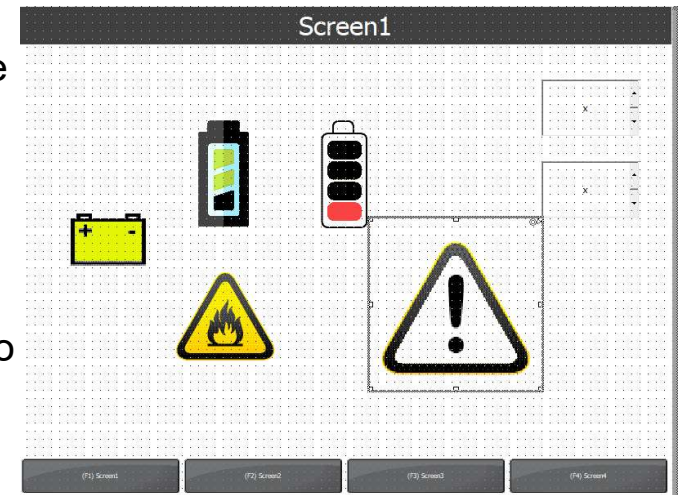 Screen1
e
x
x
+ -
!
o
(F1) Screen1
(F2) Screen2
(F3) Screen3
(F4) Screen4